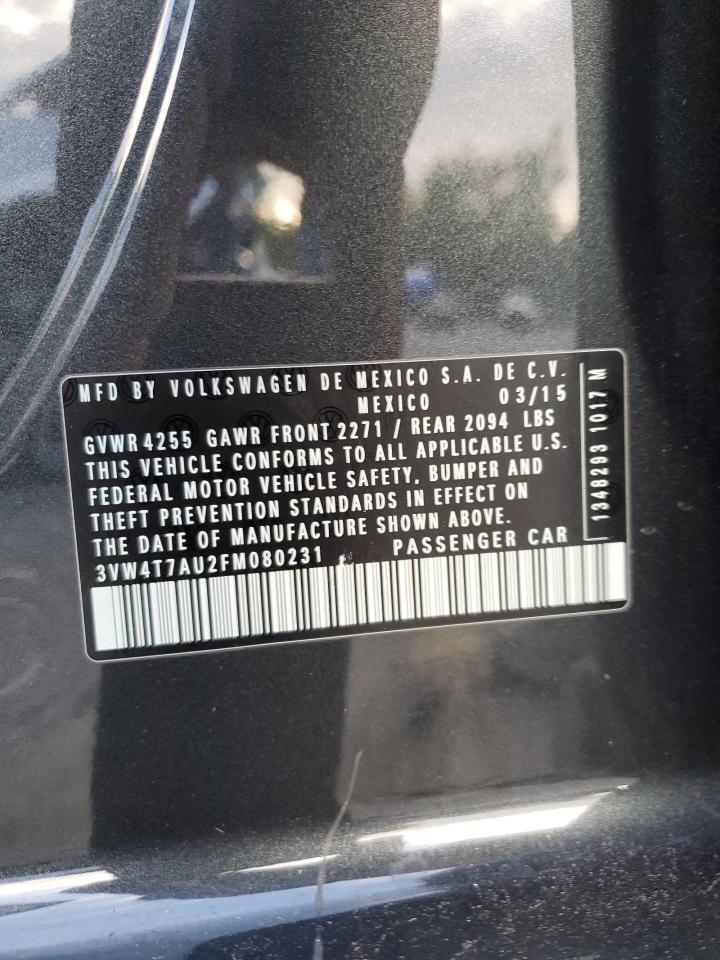 MFD BY VOLKSWAGEN DE MEXICO S.A. DE C.V.
MEXICO 03/15
GVWR 4255 GAWR FRONT 2271 / REAR 2094 LBS
THIS VEHICLE CONFORMS TO ALL APPLICABLE U.S.
FEDERAL MOTOR VEHICLE SAFETY, BUMPER AND
THEFT PREVENTION STANDARDS IN EFFECT ON
THE DATE OF MANUFACTURE SHOWN ABOVE.
3VW4T7AU2FM080231 PASSENGER CAR
1348293 1017 M